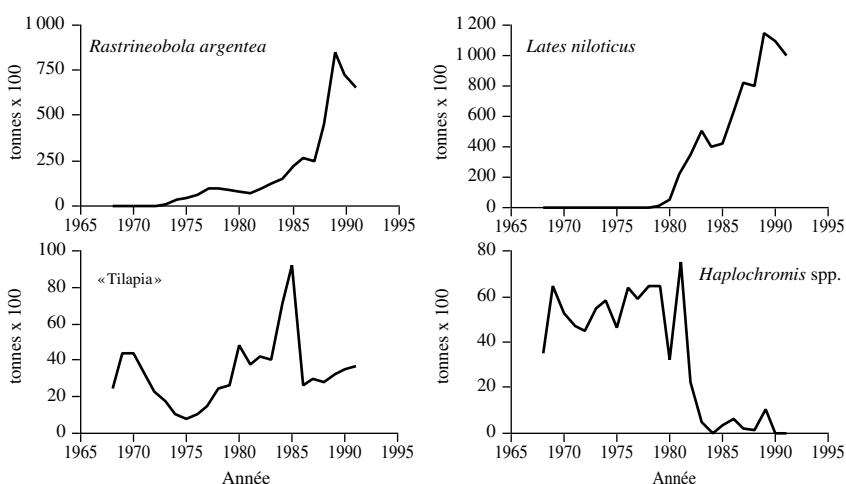 Rastrineobola argentea
tonnes x 100
1 000
750
500
250
0
1965 1970 1975 1980 1985 1990 1995
Lates niloticus
tonnes x 100
1 200
1 000
800
600
400
200
0
1965 1970 1975 1980 1985 1990 1995
«Tilapia»
tonnes x 100
100
80
60
40
20
0
1965 1970 1975 1980 1985 1990 1995
Année
Haplochromis spp.
tonnes x 100
80
60
40
20
0
1965 1970 1975 1980 1985 1990 1995
Année